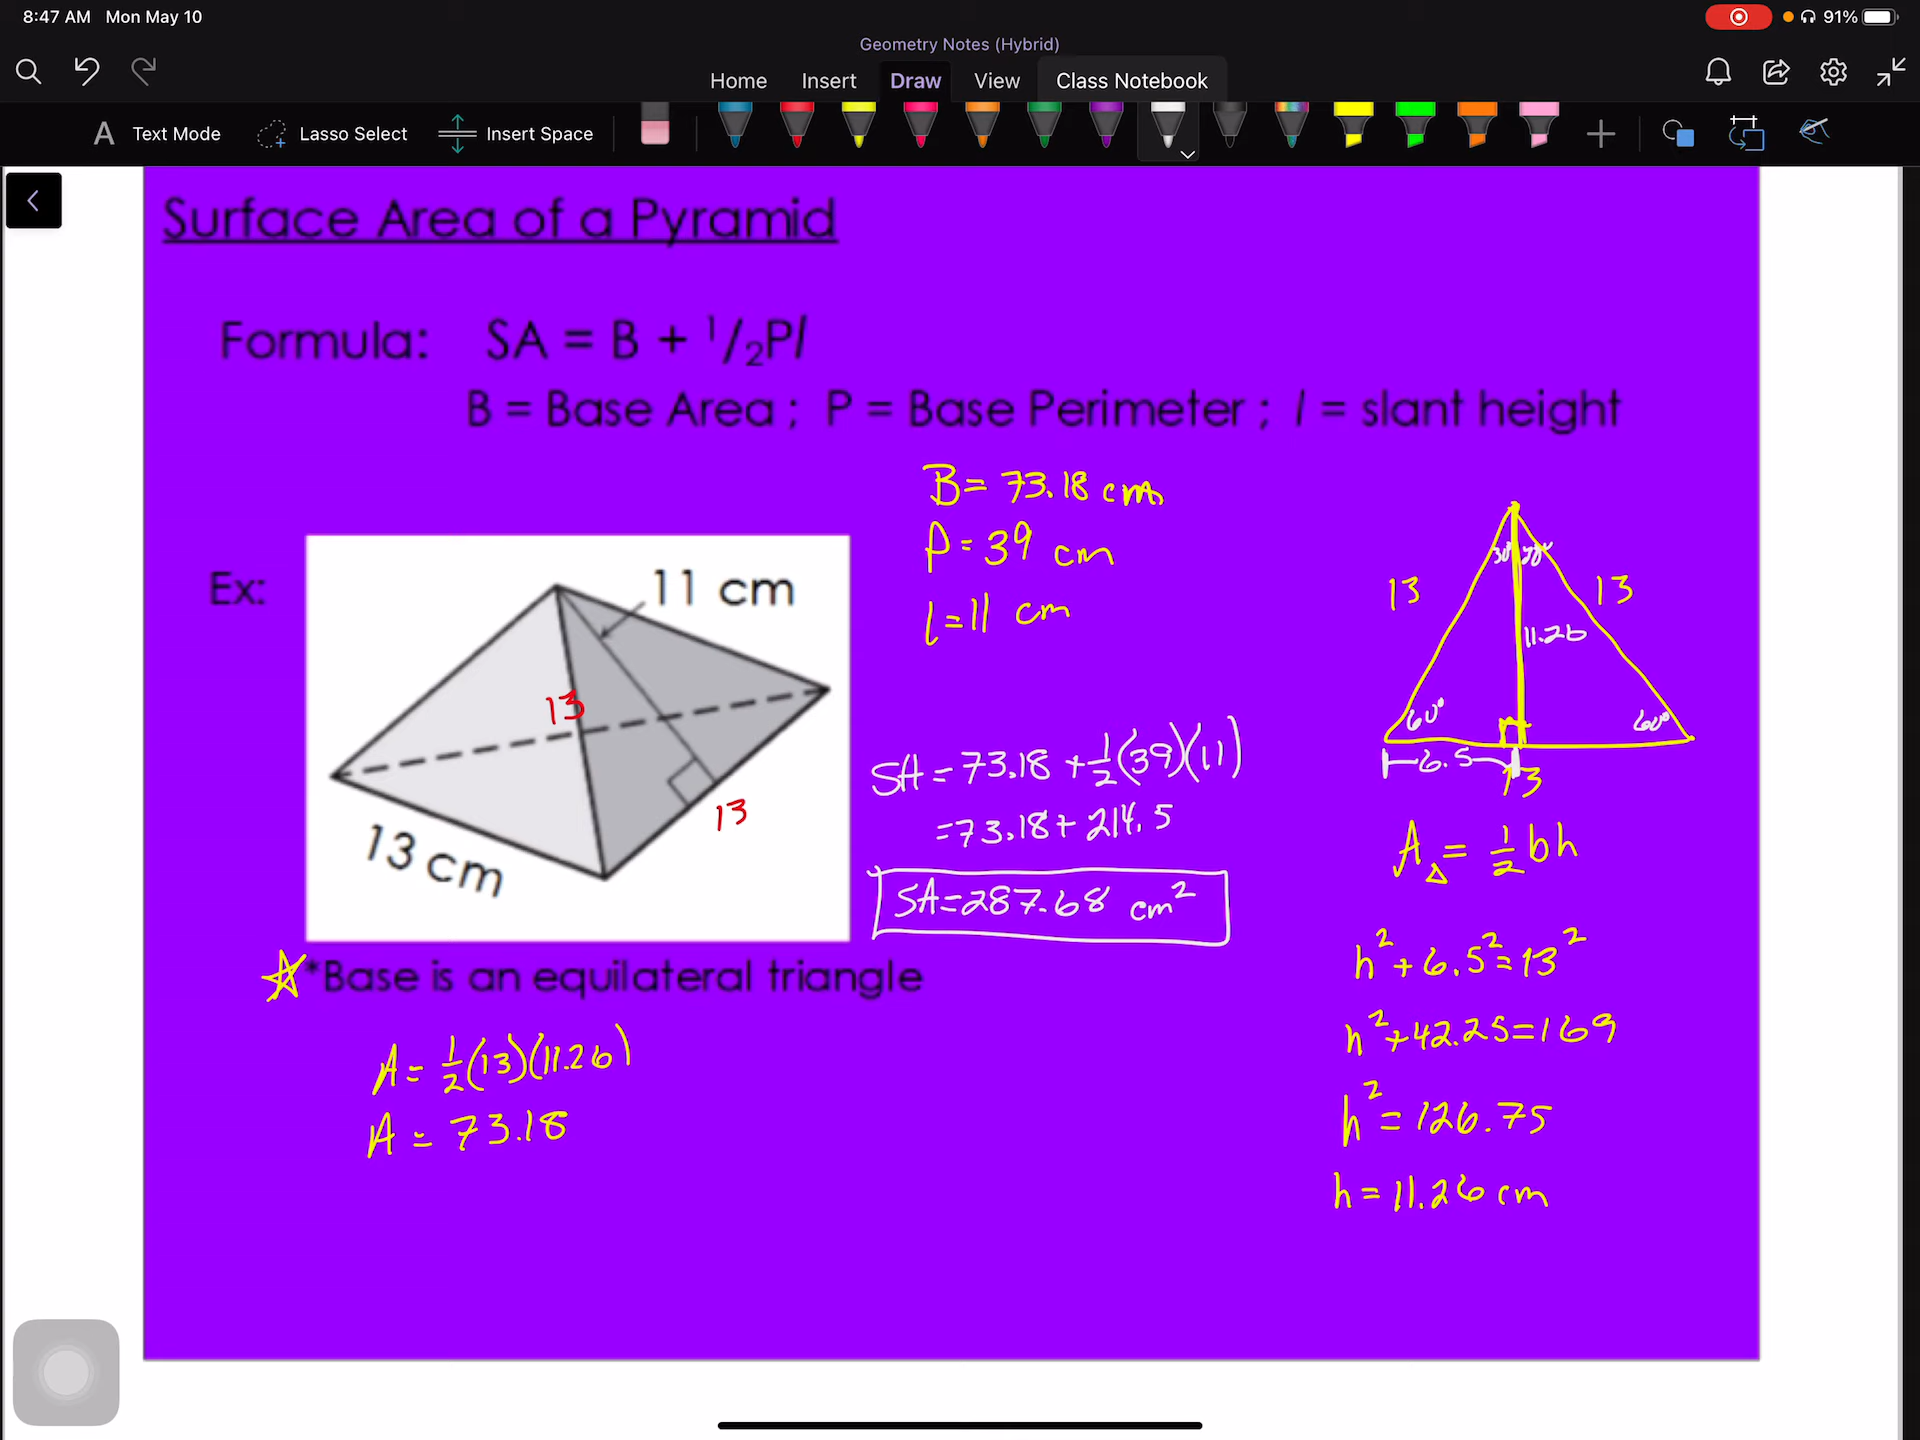 8:47 AM Mon May 10
91%
Geometry Notes (Hybrid)
Home Insert Draw View Class Notebook
Text Mode Lasso Select Insert Space
Surface Area of a Pyramid
Formula: SA = B + ¹/₂Pl
B = Base Area ; P = Base Perimeter ; l = slant height
B = 73.18 cm
P = 39 cm
l = 11 cm
Ex:
11 cm
13
13
13 cm
*Base is an equilateral triangle
A = ½(13)(11.26)
A = 73.18
SA = 73.18 + ½(39)(11)
= 73.18 + 214.5
SA = 287.68 cm²
30°
13
13
11.26
60°
60°
6.5
13
A△ = ½bh
h² + 6.5² = 13²
h² + 42.25 = 169
h² = 126.75
h = 11.26 cm